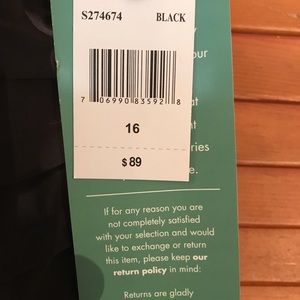 S274674 BLACK
7 06990 83592 8
16
$89
If for any reason you are
not completely satisfied
with your selection and would
like to exchange or return
this item, please keep our
return policy in mind:
Returns are gladly